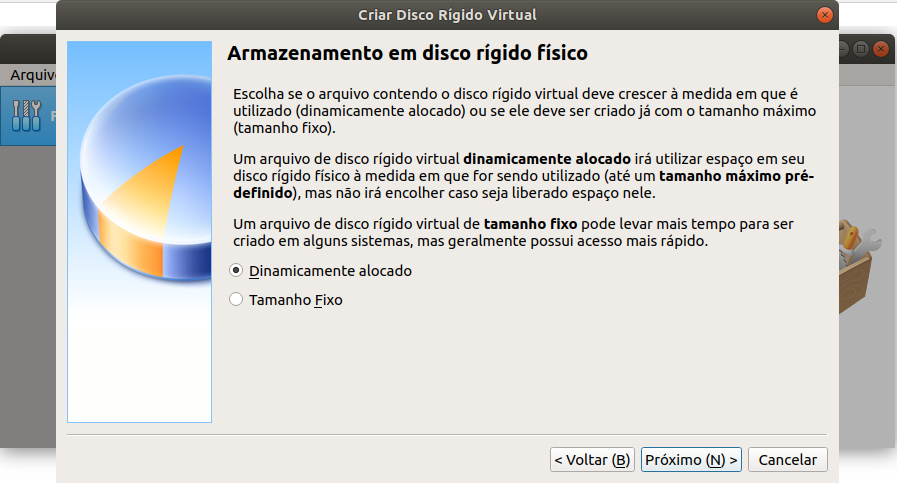 Criar Disco Rígido Virtual
Arquivo
Armazenamento em disco rígido físico
Escolha se o arquivo contendo o disco rígido virtual deve crescer à medida em que é
utilizado (dinamicamente alocado) ou se ele deve ser criado já com o tamanho máximo
(tamanho fixo).
Um arquivo de disco rígido virtual dinamicamente alocado irá utilizar espaço em seu
disco rígido físico à medida em que for sendo utilizado (até um tamanho máximo pré-
definido), mas não irá encolher caso seja liberado espaço nele.
Um arquivo de disco rígido virtual de tamanho fixo pode levar mais tempo para ser
criado em alguns sistemas, mas geralmente possui acesso mais rápido.
Dinamicamente alocado
Tamanho Fixo
< Voltar (B) Próximo (N) > Cancelar